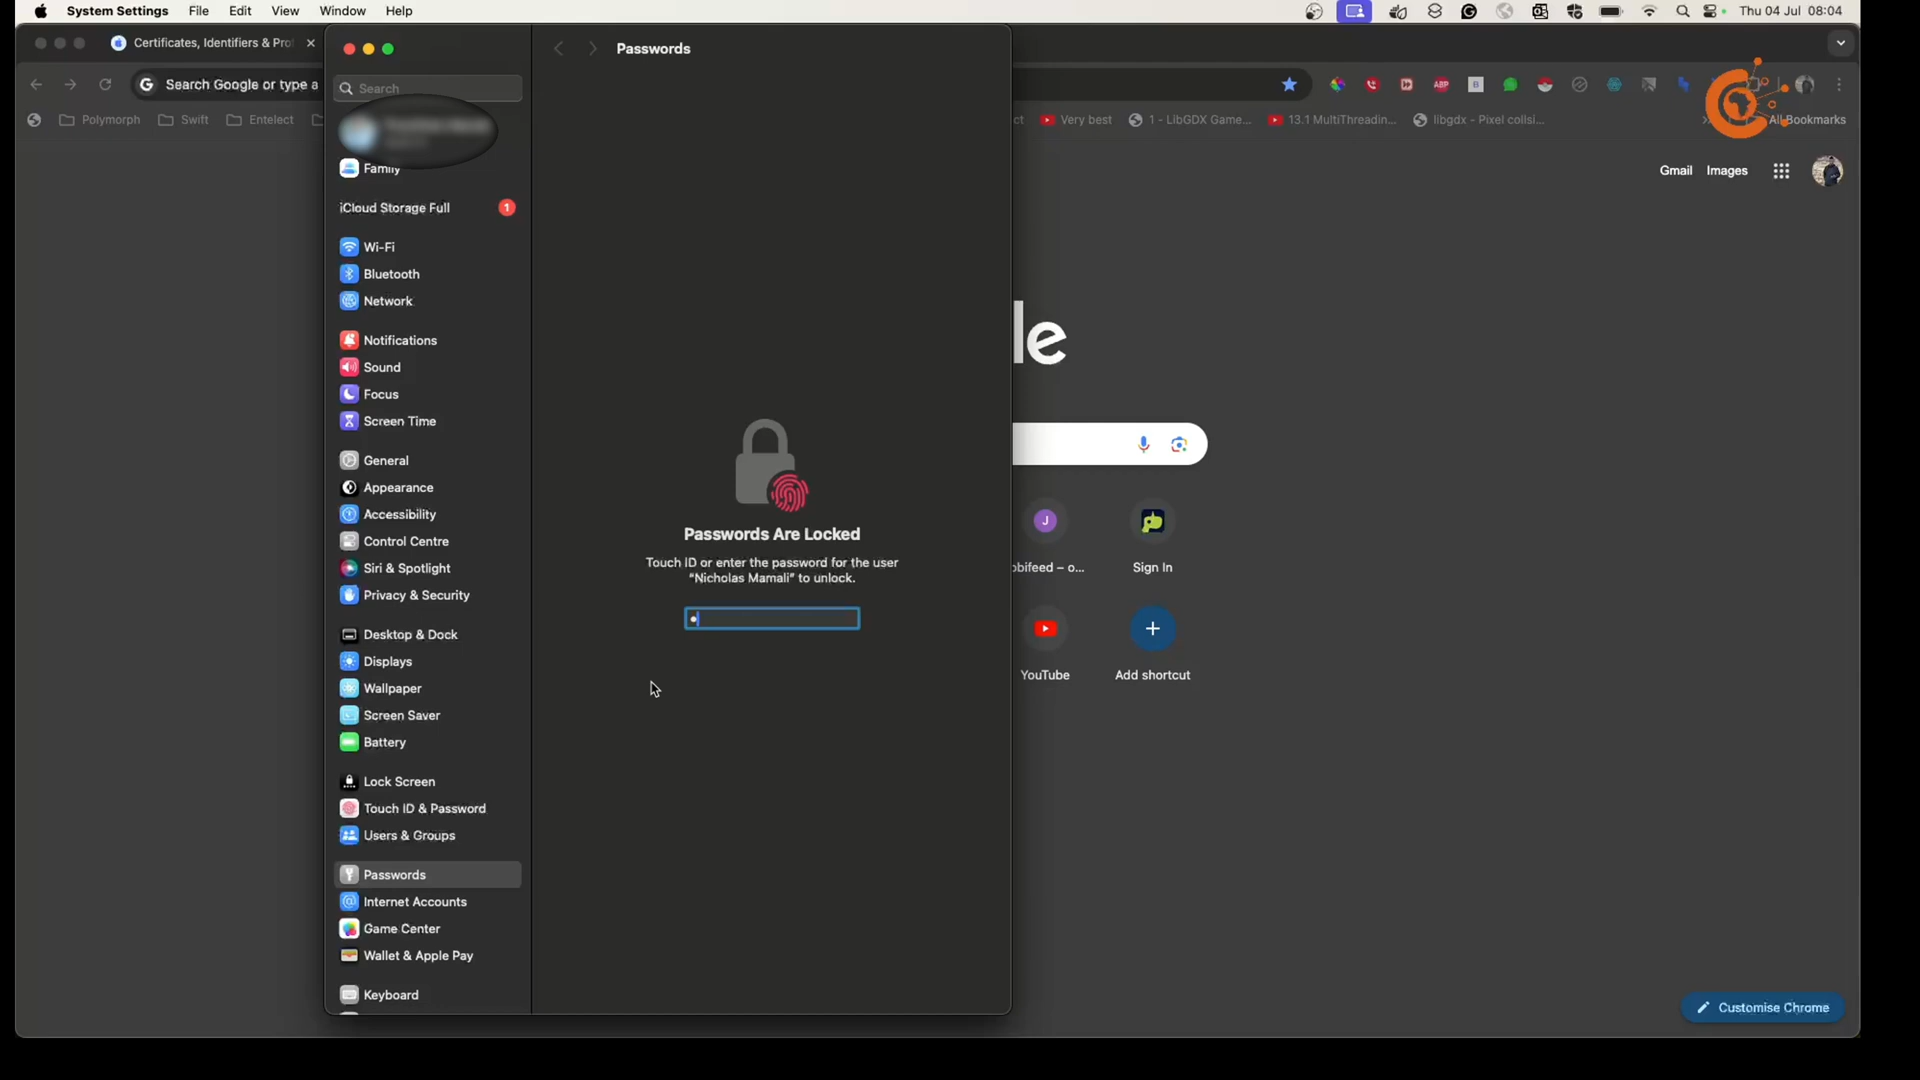 System Settings File Edit View Window Help
Thu 04 Jul 08:04
Certificates, Identifiers & Pro
Search Google or type a
Polymorph Swift Entelect
Very best 1 - LibGDX Game... 13.1 MultiThreadin... libgdx - Pixel collsi...
All Bookmarks
Gmail Images
le
J
obifeed – o... Sign In
YouTube Add shortcut
Customise Chrome
Search
Family
iCloud Storage Full 1
Wi-Fi
Bluetooth
Network
Notifications
Sound
Focus
Screen Time
General
Appearance
Accessibility
Control Centre
Siri & Spotlight
Privacy & Security
Desktop & Dock
Displays
Wallpaper
Screen Saver
Battery
Lock Screen
Touch ID & Password
Users & Groups
Passwords
Internet Accounts
Game Center
Wallet & Apple Pay
Keyboard
Passwords
Passwords Are Locked
Touch ID or enter the password for the user
“Nicholas Mamali” to unlock.